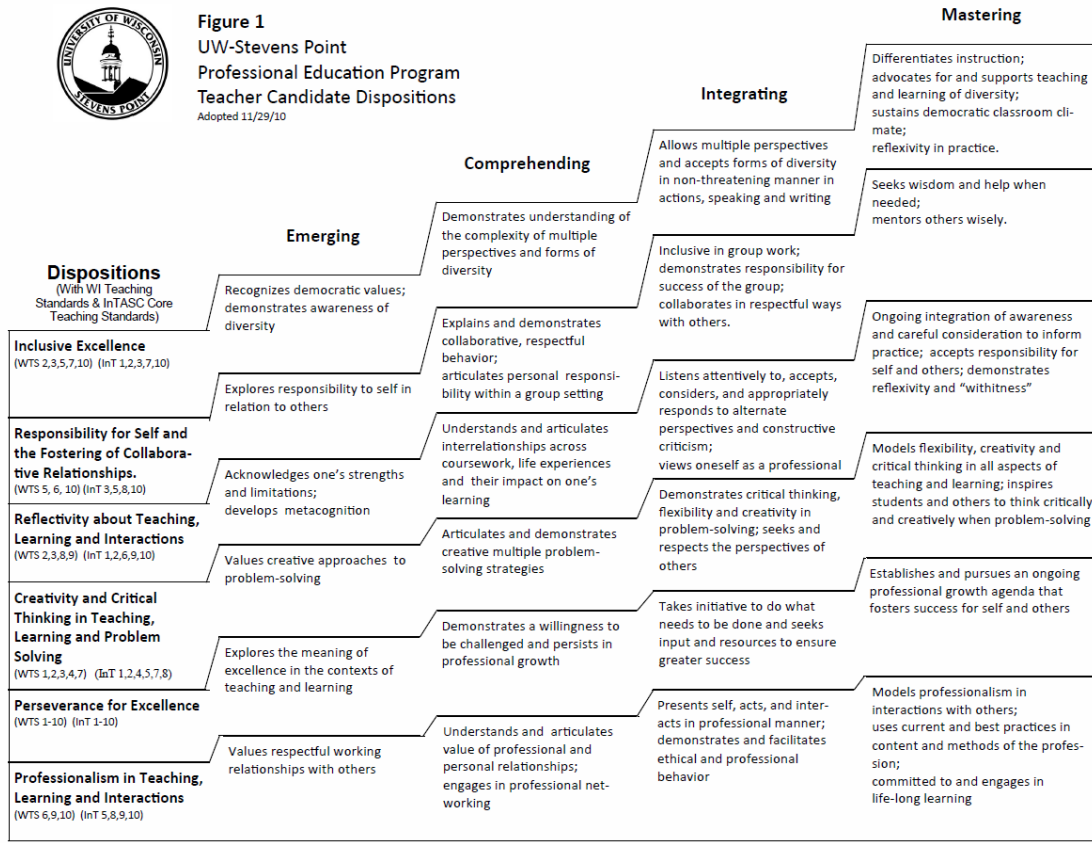 UNIVERSITY OF WISCONSIN
STEVENS POINT
Figure 1
UW-Stevens Point
Professional Education Program
Teacher Candidate Dispositions
Adopted 11/29/10
Dispositions
(With WI Teaching
Standards & InTASC Core
Teaching Standards)
Emerging
Comprehending
Integrating
Mastering
Inclusive Excellence
(WTS 2,3,5,7,10) (InT 1,2,3,7,10)
Recognizes democratic values;
demonstrates awareness of
diversity
Demonstrates understanding of
the complexity of multiple
perspectives and forms of
diversity
Allows multiple perspectives
and accepts forms of diversity
in non-threatening manner in
actions, speaking and writing
Differentiates instruction;
advocates for and supports teaching
and learning of diversity;
sustains democratic classroom cli-
mate;
reflexivity in practice.
Responsibility for Self and
the Fostering of Collabora-
tive Relationships.
(WTS 5, 6, 10) (InT 3,5,8,10)
Explores responsibility to self in
relation to others
Explains and demonstrates
collaborative, respectful
behavior;
articulates personal responsi-
bility within a group setting
Inclusive in group work;
demonstrates responsibility for
success of the group;
collaborates in respectful ways
with others.
Seeks wisdom and help when
needed;
mentors others wisely.
Reflectivity about Teaching,
Learning and Interactions
(WTS 2,3,8,9) (InT 1,2,6,9,10)
Acknowledges one's strengths
and limitations;
develops metacognition
Understands and articulates
interrelationships across
coursework, life experiences
and their impact on one's
learning
Listens attentively to, accepts,
considers, and appropriately
responds to alternate
perspectives and constructive
criticism;
views oneself as a professional
Ongoing integration of awareness
and careful consideration to inform
practice; accepts responsibility for
self and others; demonstrates
reflexivity and “withitness”
Creativity and Critical
Thinking in Teaching,
Learning and Problem
Solving
(WTS 1,2,3,4,7) (InT 1,2,4,5,7,8)
Values creative approaches to
problem-solving
Articulates and demonstrates
creative multiple problem-
solving strategies
Demonstrates critical thinking,
flexibility and creativity in
problem-solving; seeks and
respects the perspectives of
others
Models flexibility, creativity and
critical thinking in all aspects of
teaching and learning; inspires
students and others to think critically
and creatively when problem-solving
Perseverance for Excellence
(WTS 1-10) (InT 1-10)
Explores the meaning of
excellence in the contexts of
teaching and learning
Demonstrates a willingness to
be challenged and persists in
professional growth
Takes initiative to do what
needs to be done and seeks
input and resources to ensure
greater success
Establishes and pursues an ongoing
professional growth agenda that
fosters success for self and others
Professionalism in Teaching,
Learning and Interactions
(WTS 6,9,10) (InT 5,8,9,10)
Values respectful working
relationships with others
Understands and articulates
value of professional and
personal relationships;
engages in professional net-
working
Presents self, acts, and inter-
acts in professional manner;
demonstrates and facilitates
ethical and professional
behavior
Models professionalism in
interactions with others;
uses current and best practices in
content and methods of the profes-
sion;
committed to and engages in
life-long learning